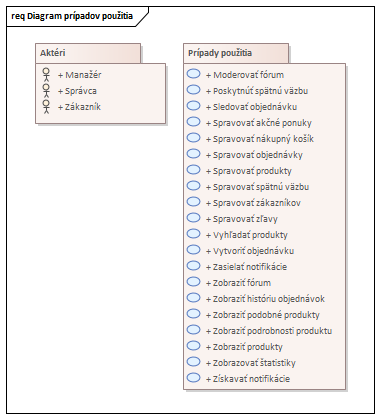 req Diagram prípadov použitia
Aktéri
+ Manažér
+ Správca
+ Zákazník
Prípady použitia
+ Moderovať fórum
+ Poskytnúť spätnú väzbu
+ Sledovať objednávku
+ Spravovať akčné ponuky
+ Spravovať nákupný košík
+ Spravovať objednávky
+ Spravovať produkty
+ Spravovať spätnú väzbu
+ Spravovať zákazníkov
+ Spravovať zľavy
+ Vyhľadať produkty
+ Vytvoriť objednávku
+ Zasielať notifikácie
+ Zobraziť fórum
+ Zobraziť históriu objednávok
+ Zobraziť podobné produkty
+ Zobraziť podrobnosti produktu
+ Zobraziť produkty
+ Zobrazovať štatistiky
+ Získavať notifikácie